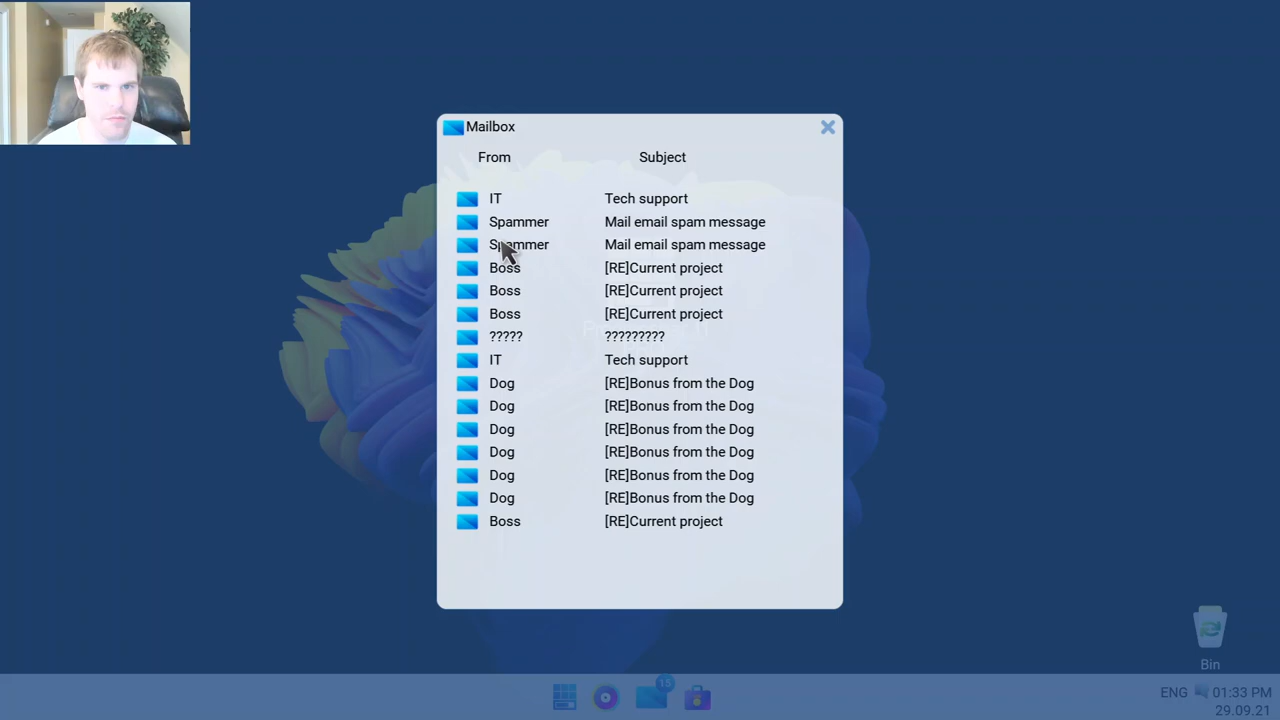 Mailbox
From Subject
IT Tech support
Spammer Mail email spam message
Spammer Mail email spam message
Boss [RE]Current project
Boss [RE]Current project
Boss [RE]Current project
????? ?????????
IT Tech support
Dog [RE]Bonus from the Dog
Dog [RE]Bonus from the Dog
Dog [RE]Bonus from the Dog
Dog [RE]Bonus from the Dog
Dog [RE]Bonus from the Dog
Dog [RE]Bonus from the Dog
Boss [RE]Current project
Bin
15
ENG 01:33 PM
29.09.21